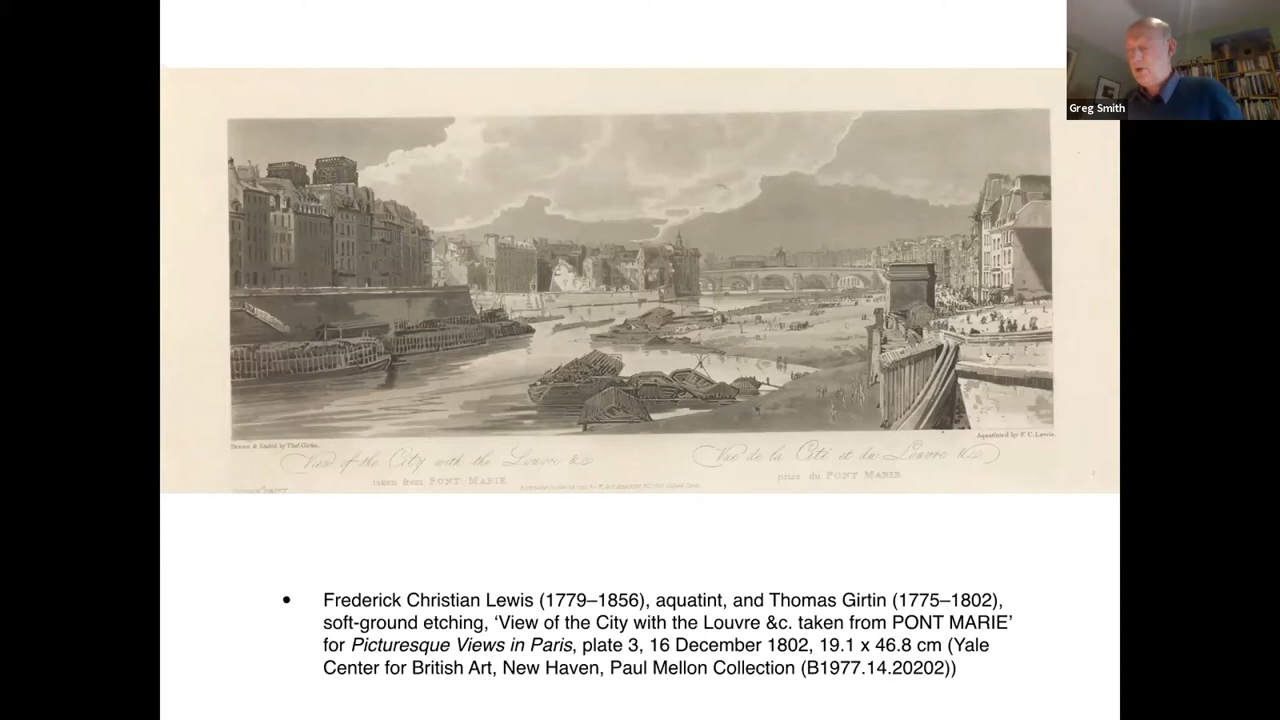 Greg Smith
Drawn & Etched by Thos. Girtin.
Aquatinted by F. C. Lewis.
View of the City with the Louvre &c
Vue de la Cité et du Louvre &c
taken from PONT MARIE
prise du PONT MARIE
• Frederick Christian Lewis (1779–1856), aquatint, and Thomas Girtin (1775–1802),
soft-ground etching, ‘View of the City with the Louvre &c. taken from PONT MARIE’
for Picturesque Views in Paris, plate 3, 16 December 1802, 19.1 x 46.8 cm (Yale
Center for British Art, New Haven, Paul Mellon Collection (B1977.14.20202))